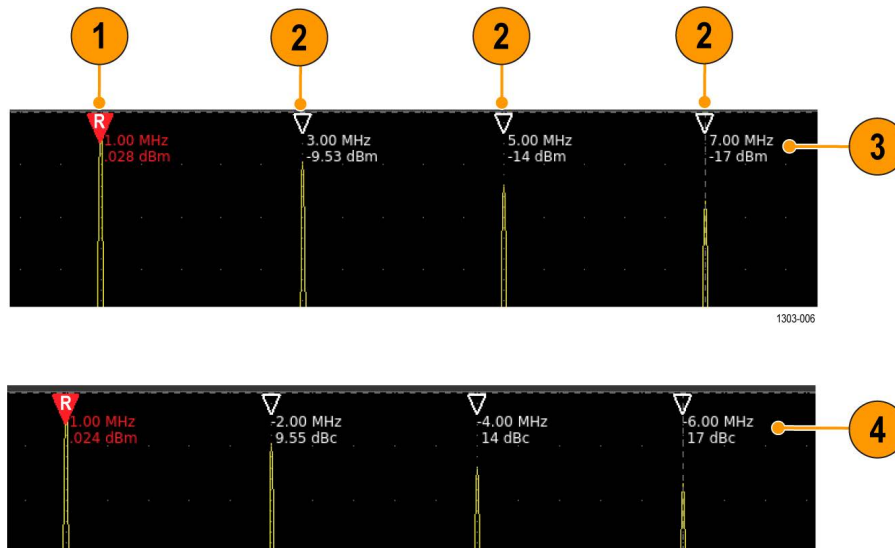 1
2
2
2
R
1.00 MHz
.028 dBm
3.00 MHz
-9.53 dBm
5.00 MHz
-14 dBm
7.00 MHz
-17 dBm
3
1303-006
R
1.00 MHz
.024 dBm
-2.00 MHz
9.55 dBc
-4.00 MHz
14 dBc
-6.00 MHz
17 dBc
4